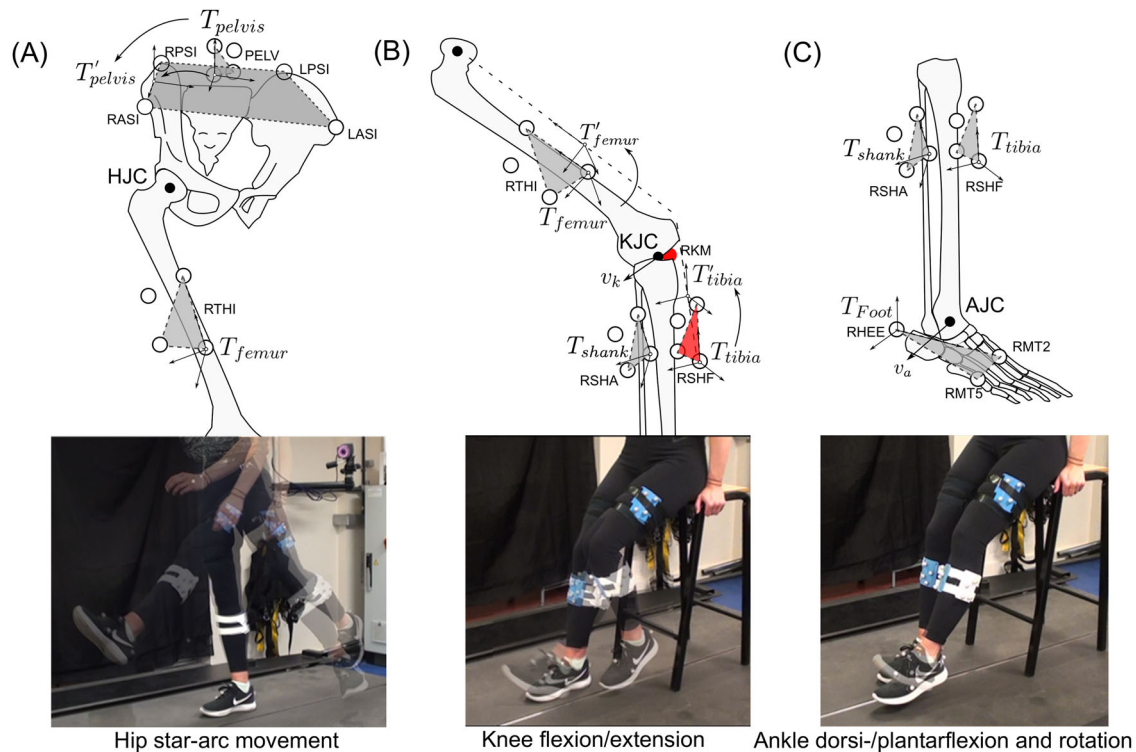 (A)
T_pelvis
RPSI
PELV
LPSI
T'_pelvis
RASI
LASI
HJC
RTHI
T_femur
Hip star-arc movement
(B)
T'_femur
RTHI
T_femur
KJC
RKM
v_k
T'_tibia
T_shank
T_tibia
RSHA
RSHF
Knee flexion/extension
(C)
T_shank
T_tibia
RSHA
RSHF
T_Foot
AJC
RHEE
RMT2
v_a
RMT5
Ankle dorsi-/plantarflexion and rotation